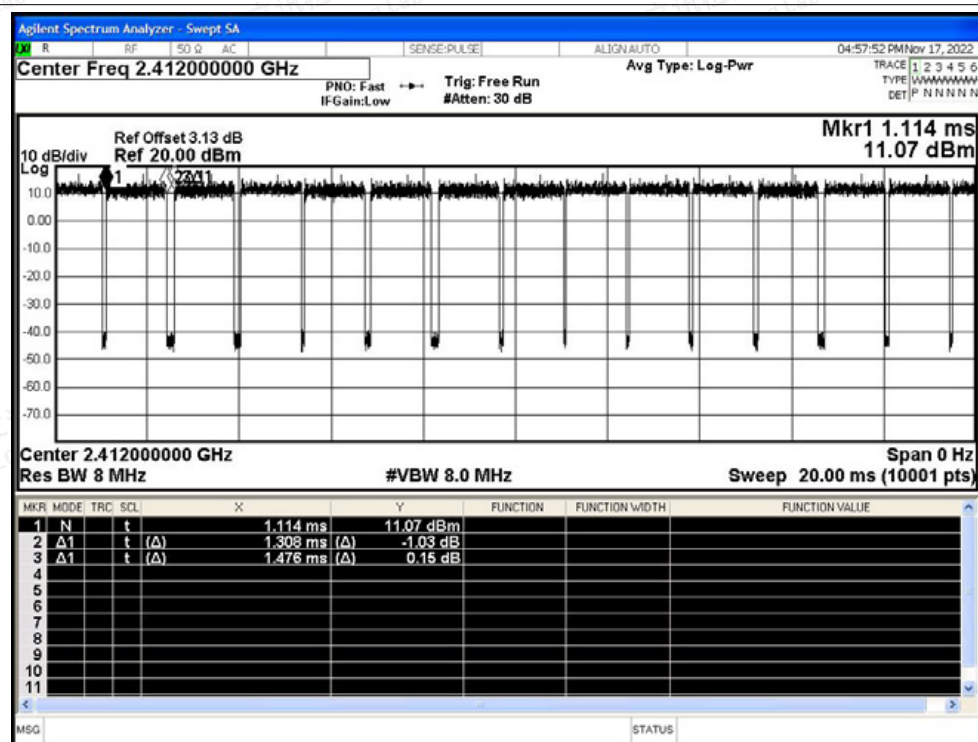 Agilent Spectrum Analyzer - Swept SA
R RF 50 Ω AC SENSE:PULSE ALIGN AUTO 04:57:52 PM Nov 17, 2022
Center Freq 2.412000000 GHz Avg Type: Log-Pwr TRACE 1 2 3 4 5 6
PNO: Fast Trig: Free Run TYPE WWWWWW
IFGain:Low #Atten: 30 dB DET P N N N N N
Mkr1 1.114 ms
Ref Offset 3.13 dB
10 dB/div Ref 20.00 dBm 11.07 dBm
Log
1
10.0
0.00
-10.0
-20.0
-30.0
-40.0
-50.0
-60.0
-70.0
Center 2.412000000 GHz Span 0 Hz
Res BW 8 MHz #VBW 8.0 MHz Sweep 20.00 ms (10001 pts)
MKR MODE TRC SCL X Y FUNCTION FUNCTION WIDTH FUNCTION VALUE
1 N t 1.114 ms 11.07 dBm
2 Δ1 t (Δ) 1.308 ms (Δ) -1.03 dB
3 Δ1 t (Δ) 1.476 ms (Δ) 0.15 dB
4
5
6
7
8
9
10
11
MSG STATUS